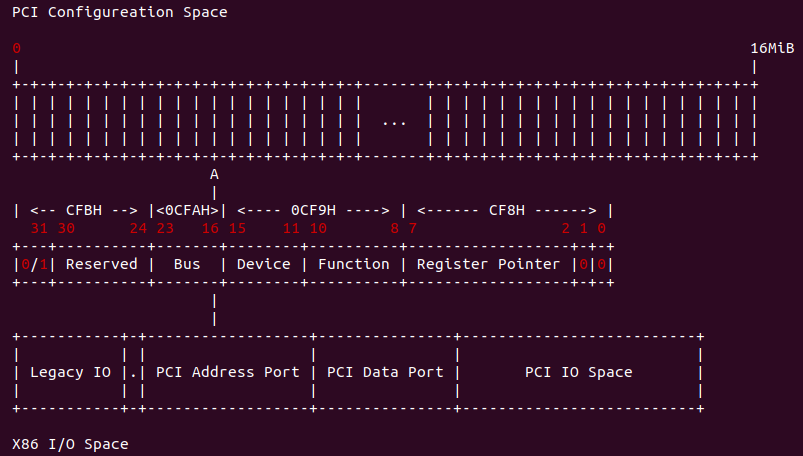 PCI Configureation Space
0 16MiB
| |
+-+-+-+-+-+-+-+-+-+-+-+-+-+-+-+-+-+-+-+-------+-+-+-+-+-+-+-+-+-+-+-+-+-+-+-+-+-+-+
| | | | | | | | | | | | | | | | | | | |       | | | | | | | | | | | | | | | | | | |
| | | | | | | | | | | | | | | | | | | |  ...  | | | | | | | | | | | | | | | | | | |
| | | | | | | | | | | | | | | | | | | |       | | | | | | | | | | | | | | | | | | |
+-+-+-+-+-+-+-+-+-+-+-+-+-+-+-+-+-+-+-+-------+-+-+-+-+-+-+-+-+-+-+-+-+-+-+-+-+-+-+
A
|
| <-- CFBH --> |<0CFAH>| <---- 0CF9H ----> | <------ CF8H ------> |
31 30 24 23 16 15 11 10 8 7 2 1 0
+---+----------+-------+---------+---------+------------------+-+-+
|0/1| Reserved | Bus | Device | Function | Register Pointer |0|0|
+---+----------+-------+---------+---------+------------------+-+-+
|
|
+-----------+-+------------------+---------------+--------------------------+
| | | | | |
| Legacy IO |.| PCI Address Port | PCI Data Port | PCI IO Space |
| | | | | |
+-----------+-+------------------+---------------+--------------------------+
X86 I/O Space